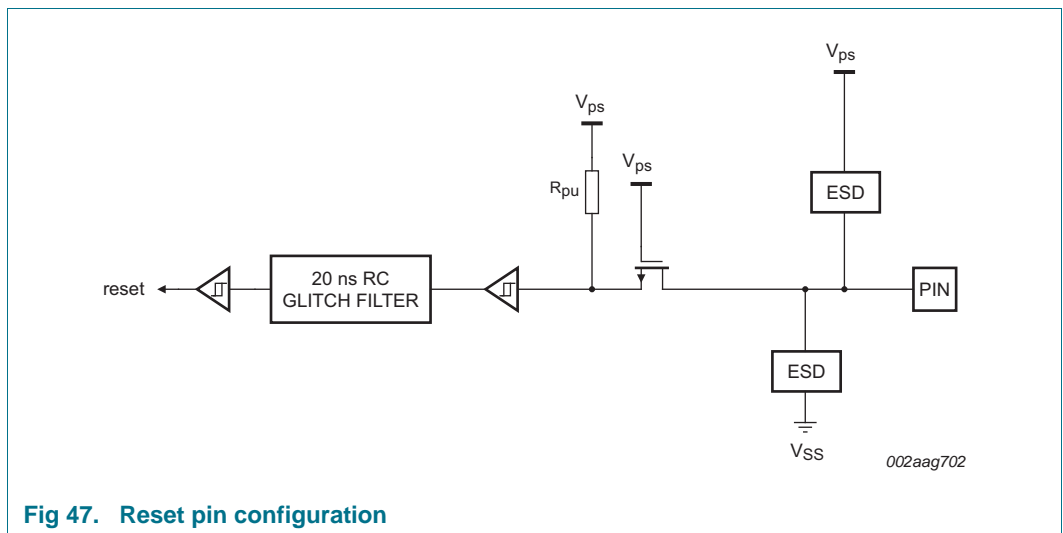 Vps
Vps
Vps
Rpu
ESD
reset
20 ns RC
GLITCH FILTER
PIN
ESD
VSS
002aag702
Fig 47. Reset pin configuration